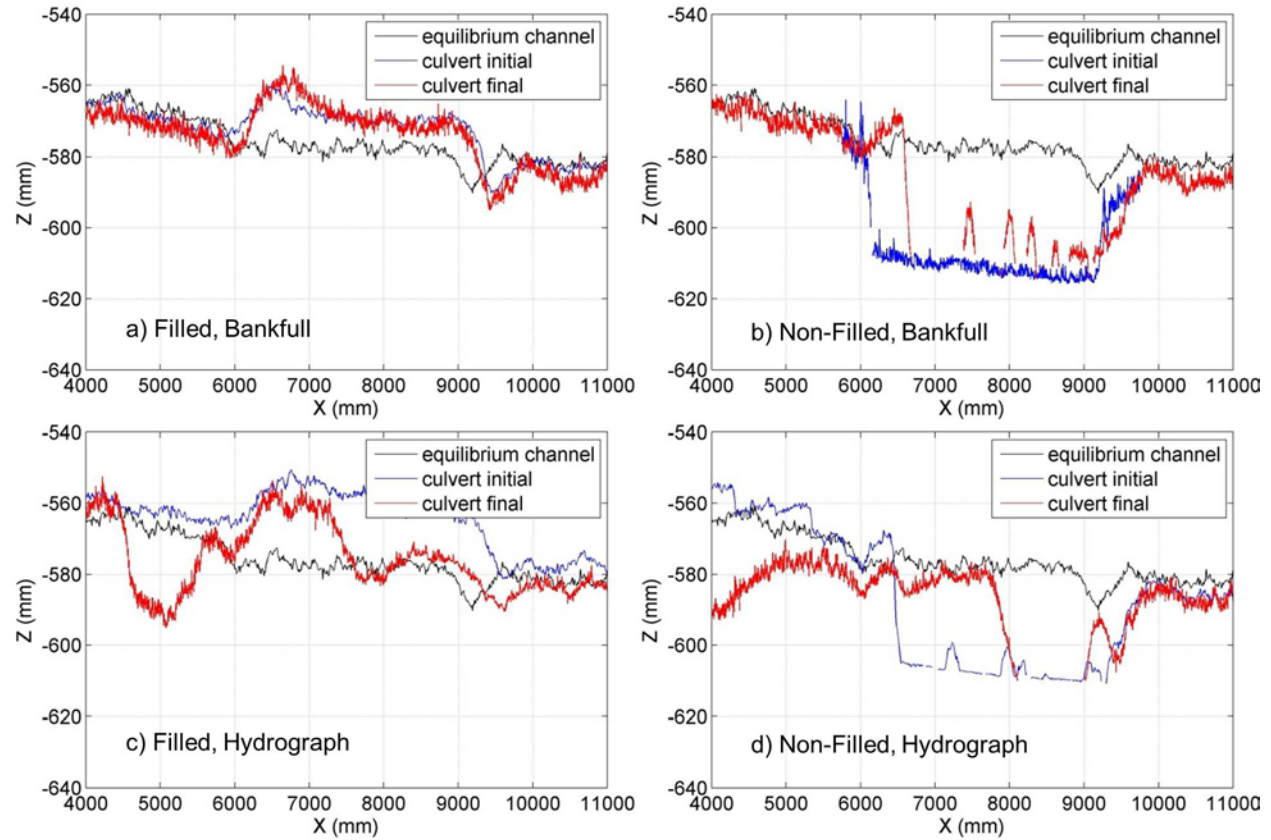 -540
-560
-580
-600
-620
-640
Z (mm)
equilibrium channel
culvert initial
culvert final
a) Filled, Bankfull
4000 5000 6000 7000 8000 9000 10000 11000
X (mm)
-540
-560
-580
-600
-620
-640
Z (mm)
equilibrium channel
culvert initial
culvert final
b) Non-Filled, Bankfull
4000 5000 6000 7000 8000 9000 10000 11000
X (mm)
-540
-560
-580
-600
-620
-640
Z (mm)
equilibrium channel
culvert initial
culvert final
c) Filled, Hydrograph
4000 5000 6000 7000 8000 9000 10000 11000
X (mm)
-540
-560
-580
-600
-620
-640
Z (mm)
equilibrium channel
culvert initial
culvert final
d) Non-Filled, Hydrograph
4000 5000 6000 7000 8000 9000 10000 11000
X (mm)